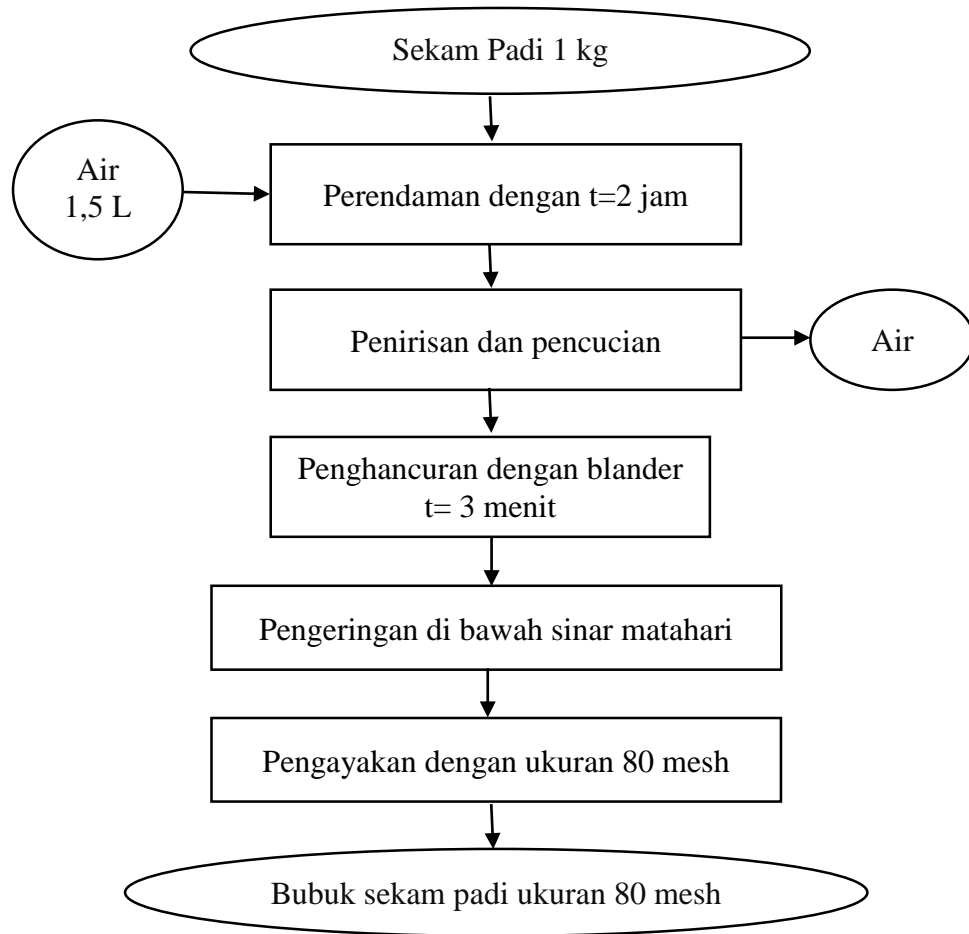 Sekam Padi 1 kg
Air
1,5 L
Perendaman dengan t=2 jam
Penirisan dan pencucian
Air
Penghancuran dengan blander
t= 3 menit
Pengeringan di bawah sinar matahari
Pengayakan dengan ukuran 80 mesh
Bubuk sekam padi ukuran 80 mesh